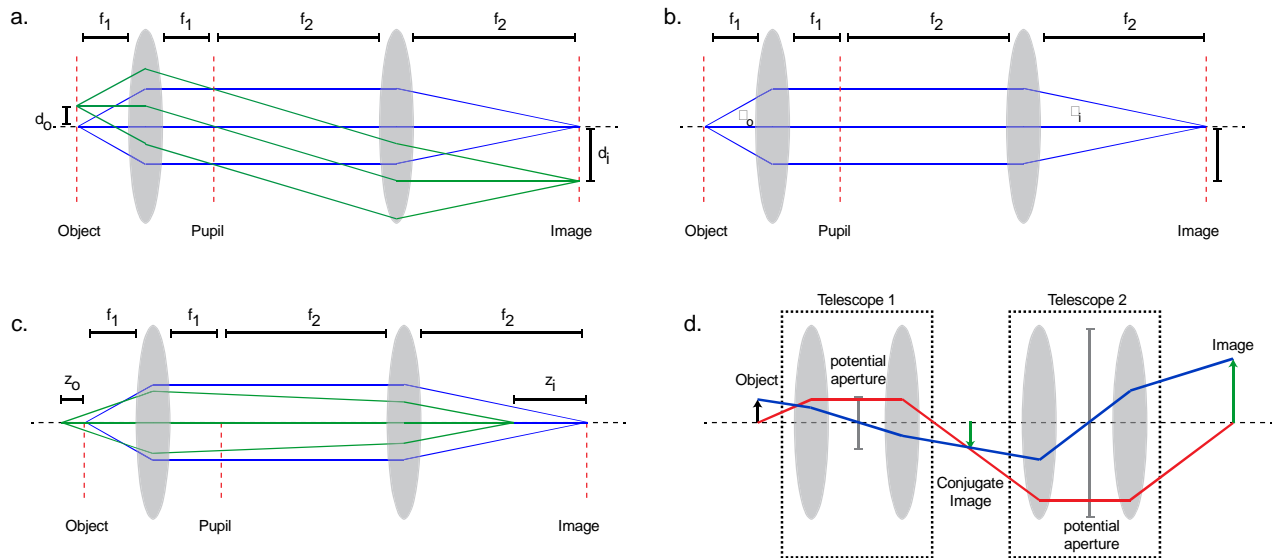 a.
f1 f1 f2 f2
do
di
Object Pupil Image
b.
f1 f1 f2 f2
□o □i
Object Pupil Image
c.
f1 f1 f2 f2
zo zi
Object Pupil Image
d.
Telescope 1 Telescope 2
Object
potential
aperture
Image
Conjugate
Image
potential
aperture